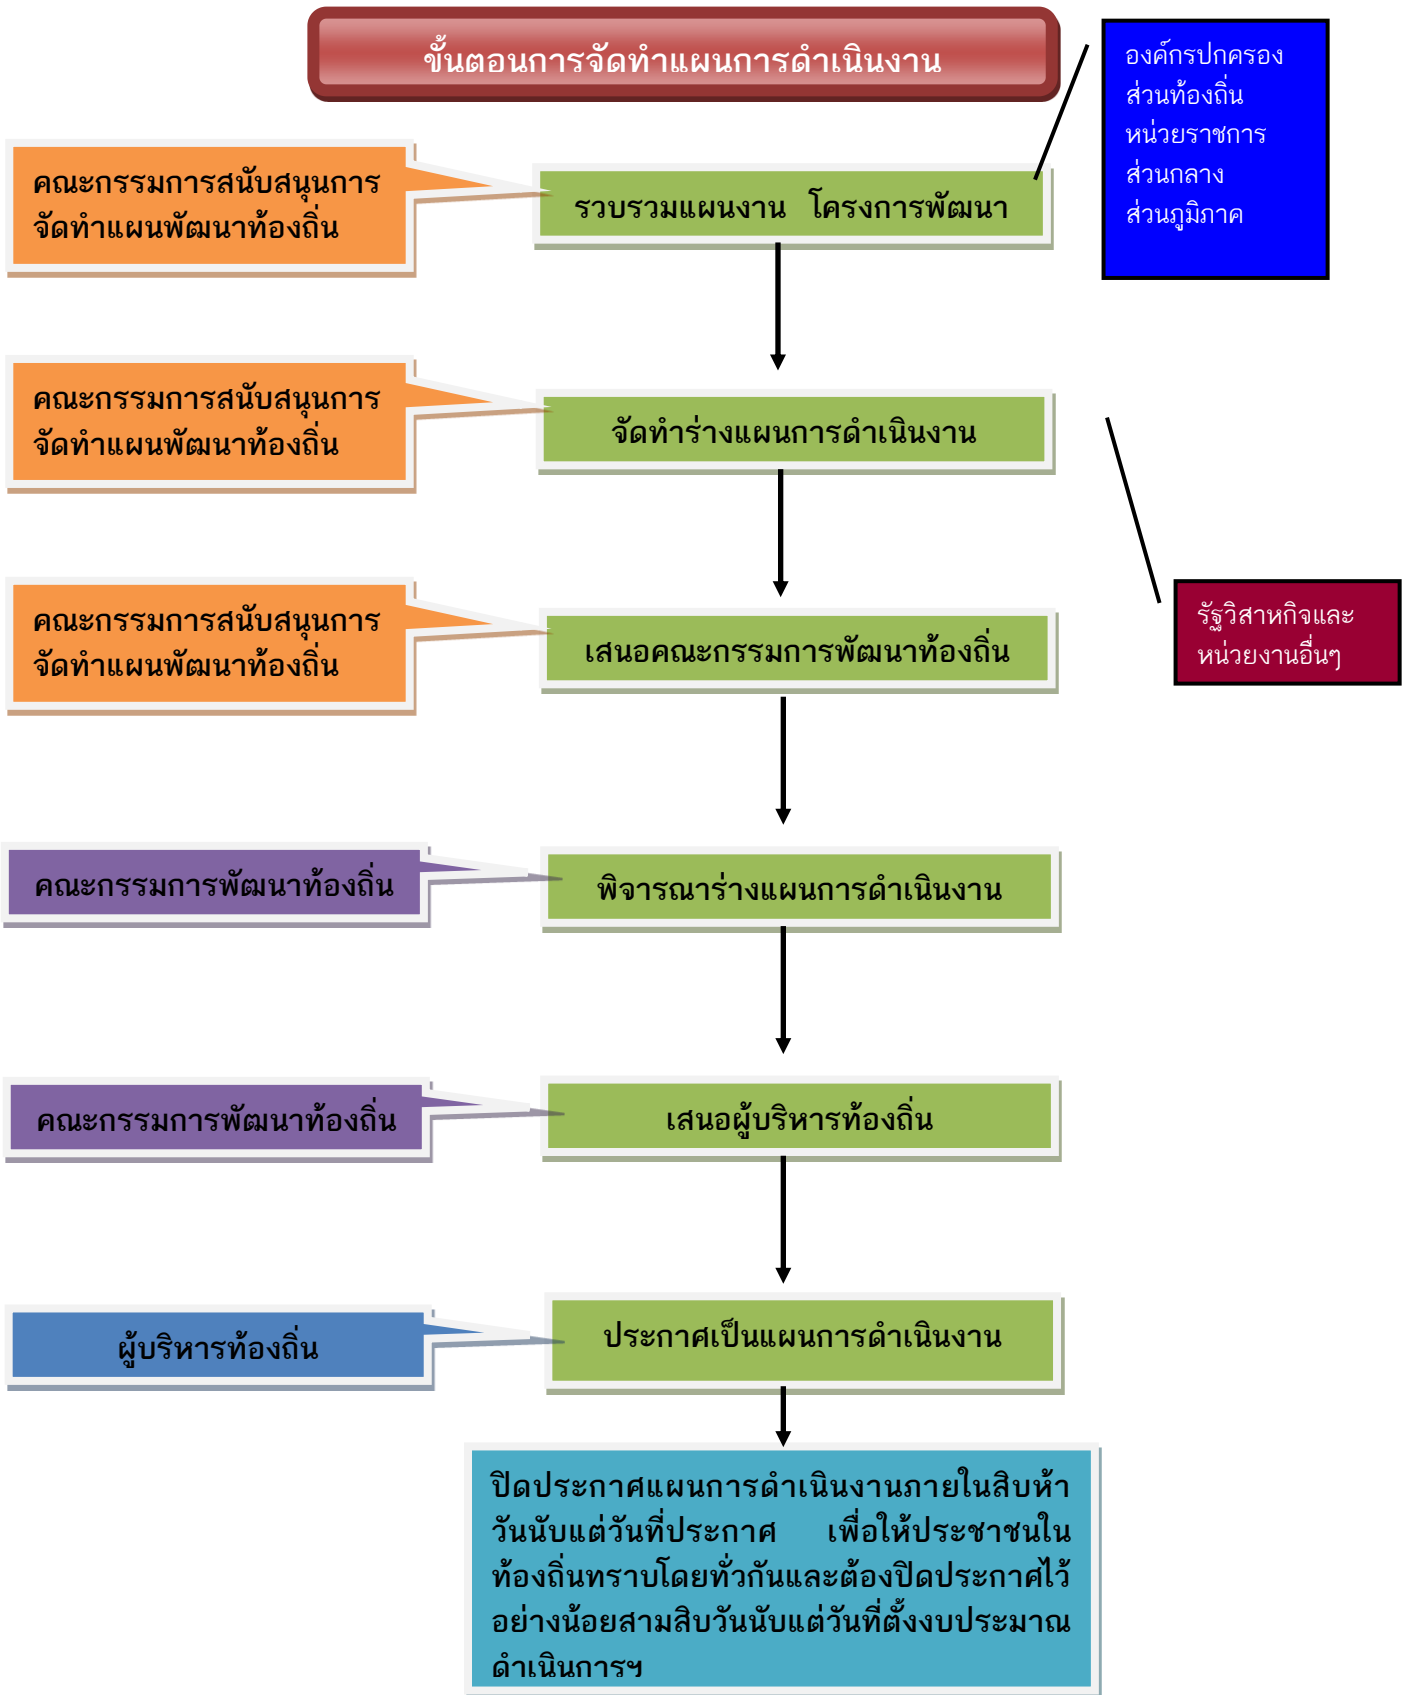 ขั้นตอนการจัดทำแผนการดำเนินงาน
องค์กรปกครอง
ส่วนท้องถิ่น
หน่วยราชการ
ส่วนกลาง
ส่วนภูมิภาค
คณะกรรมการสนับสนุนการ
จัดทำแผนพัฒนาท้องถิ่น
รวบรวมแผนงาน โครงการพัฒนา
คณะกรรมการสนับสนุนการ
จัดทำแผนพัฒนาท้องถิ่น
จัดทำร่างแผนการดำเนินงาน
คณะกรรมการสนับสนุนการ
จัดทำแผนพัฒนาท้องถิ่น
เสนอคณะกรรมการพัฒนาท้องถิ่น
รัฐวิสาหกิจและ
หน่วยงานอื่นๆ
คณะกรรมการพัฒนาท้องถิ่น
พิจารณาร่างแผนการดำเนินงาน
คณะกรรมการพัฒนาท้องถิ่น
เสนอผู้บริหารท้องถิ่น
ผู้บริหารท้องถิ่น
ประกาศเป็นแผนการดำเนินงาน
ปิดประกาศแผนการดำเนินงานภายในสิบห้า
วันนับแต่วันที่ประกาศ เพื่อให้ประชาชนใน
ท้องถิ่นทราบโดยทั่วกันและต้องปิดประกาศไว้
อย่างน้อยสามสิบวันนับแต่วันที่ตั้งงบประมาณ
ดำเนินการฯ